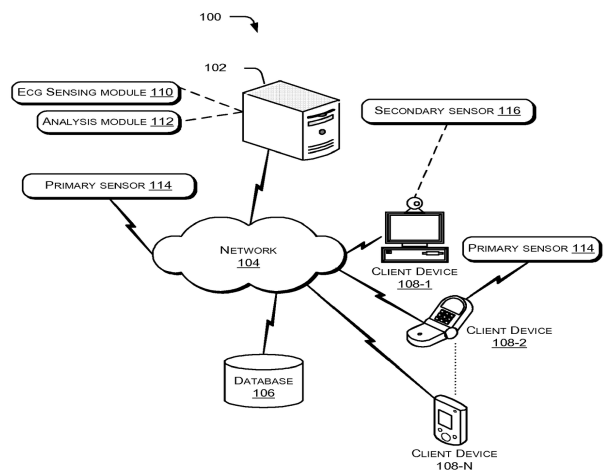 100
102
ECG SENSING MODULE 110
ANALYSIS MODULE 112
SECONDARY SENSOR 116
PRIMARY SENSOR 114
NETWORK
104
PRIMARY SENSOR 114
CLIENT DEVICE
108-1
CLIENT DEVICE
108-2
DATABASE
106
CLIENT DEVICE
108-N